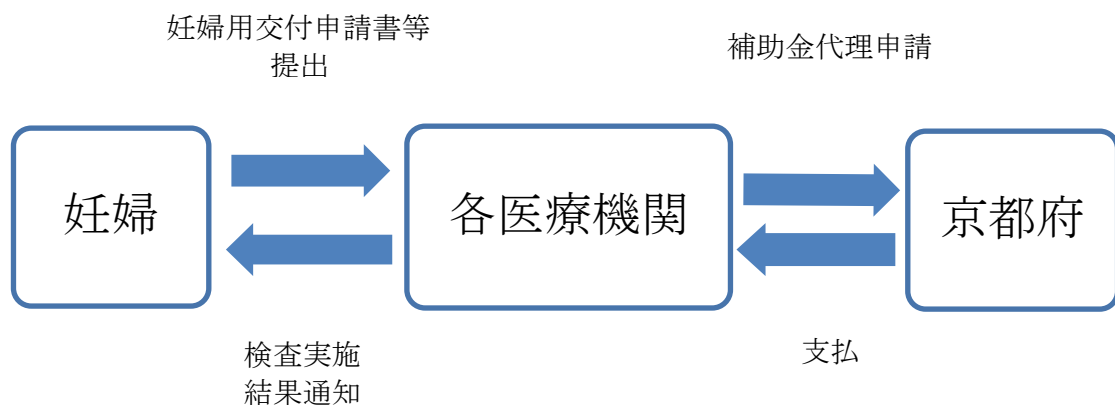 妊婦用交付申請書等
提出
補助金代理申請
妊婦
各医療機関
京都府
検査実施
結果通知
支払